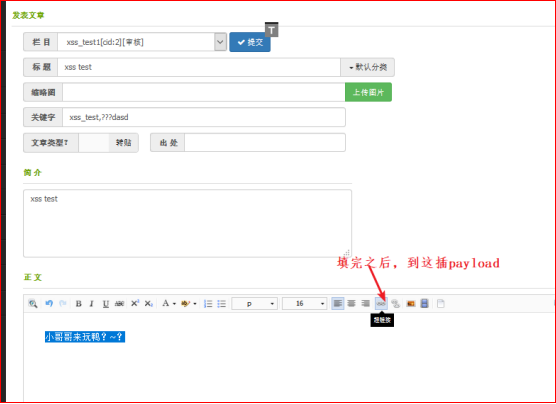 发表文章
栏 目 xss_test1[cid:2][审核] 提交 T
标 题 xss test 默认分类
缩略图 上传图片
关键字 xss_test,???dasd
文章类型? 转贴 出 处
简 介
xss test
填完之后，到这插payload
正 文
B I U ABC X² X₂ A p 16
超链接
小哥哥来玩鸭？~?